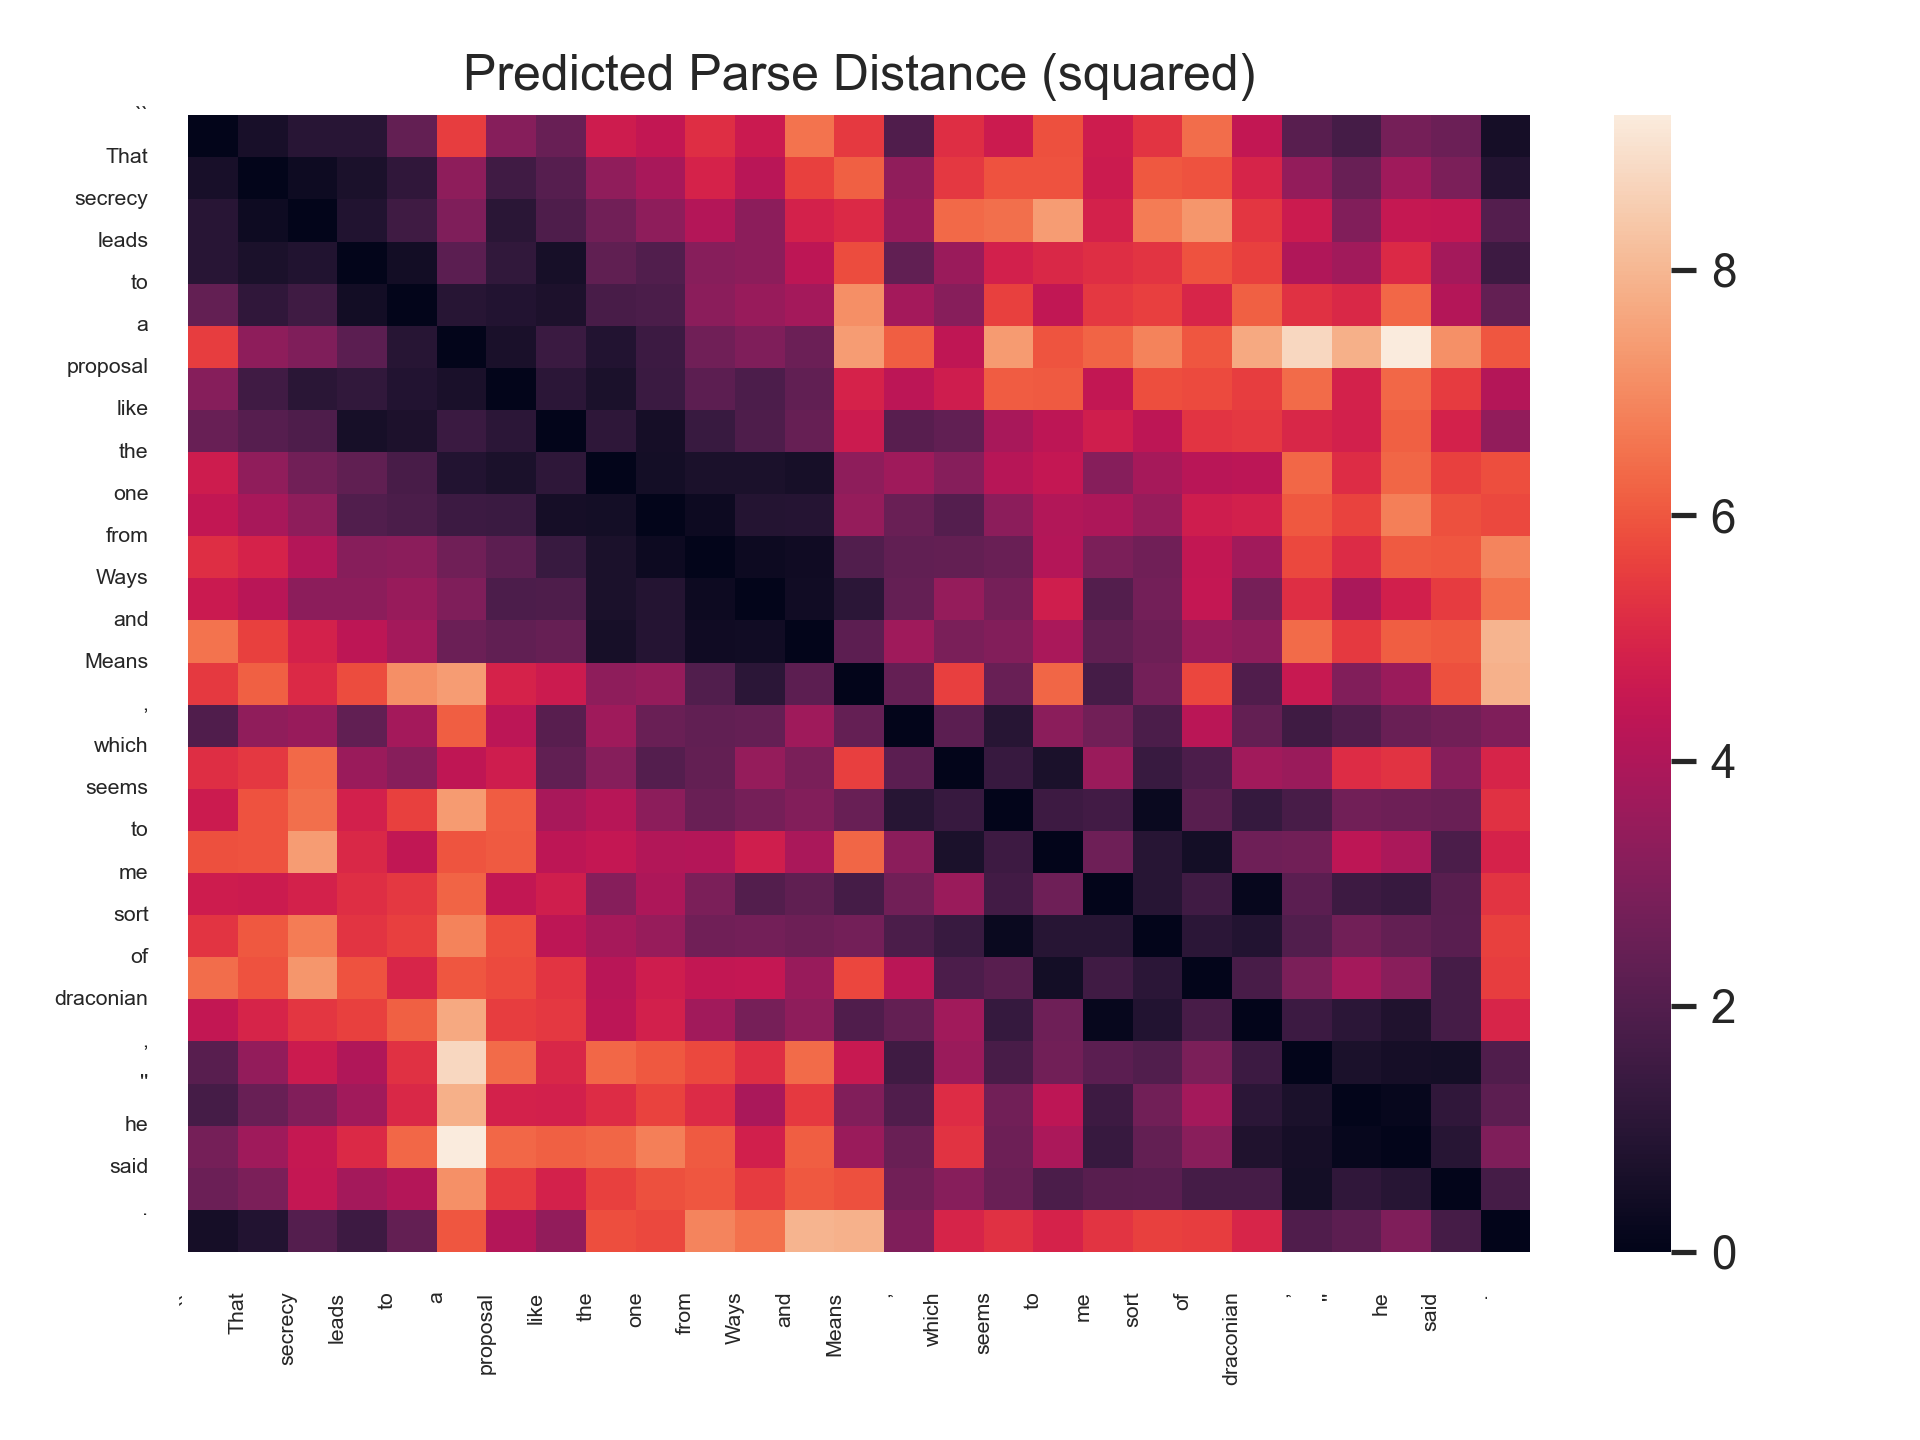 Predicted Parse Distance (squared)
``
That
secrecy
leads
to
a
proposal
like
the
one
from
Ways
and
Means
,
which
seems
to
me
sort
of
draconian
,
''
he
said
.
8
6
4
2
0
`` That secrecy leads to a proposal like the one from Ways and Means , which seems to me sort of draconian , '' he said .